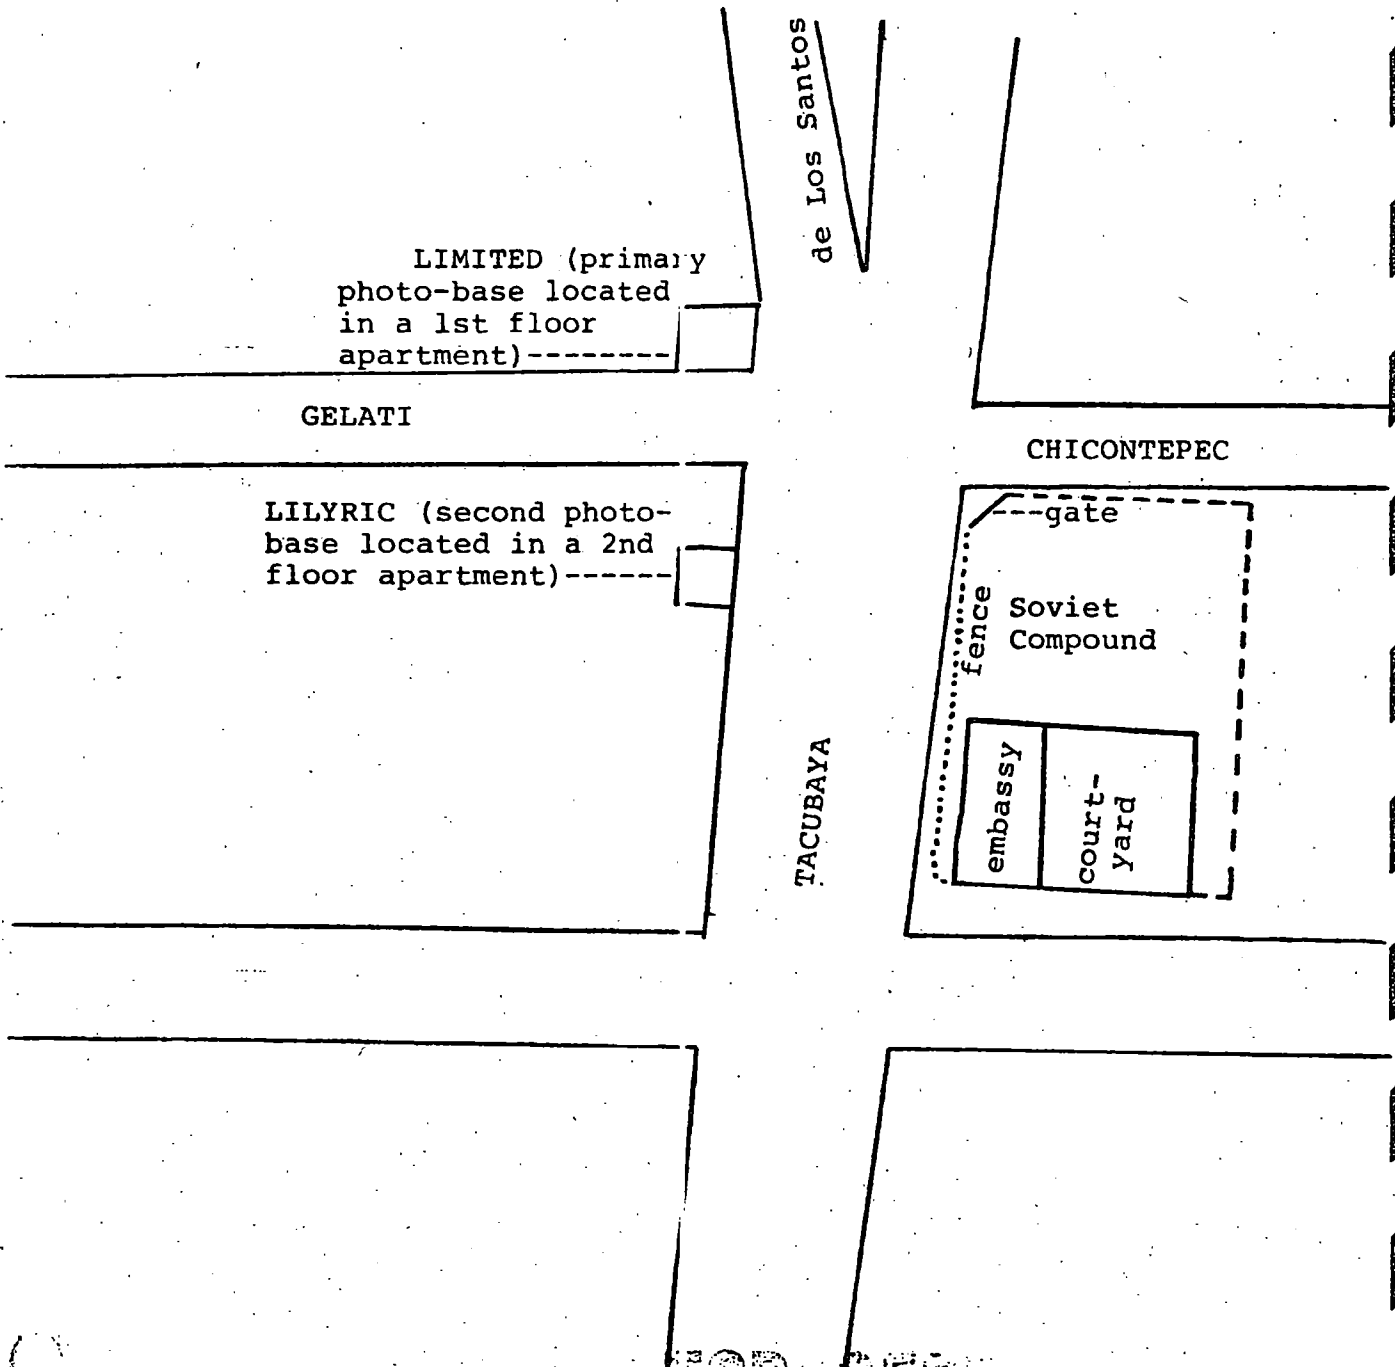 de Los Santos
LIMITED (primary
photo-base located
in a 1st floor
apartment)--------
GELATI
CHICONTEPEC
LILYRIC (second photo-
base located in a 2nd
floor apartment)------
---gate
fence
Soviet
Compound
TACUBAYA
embassy
court-
yard